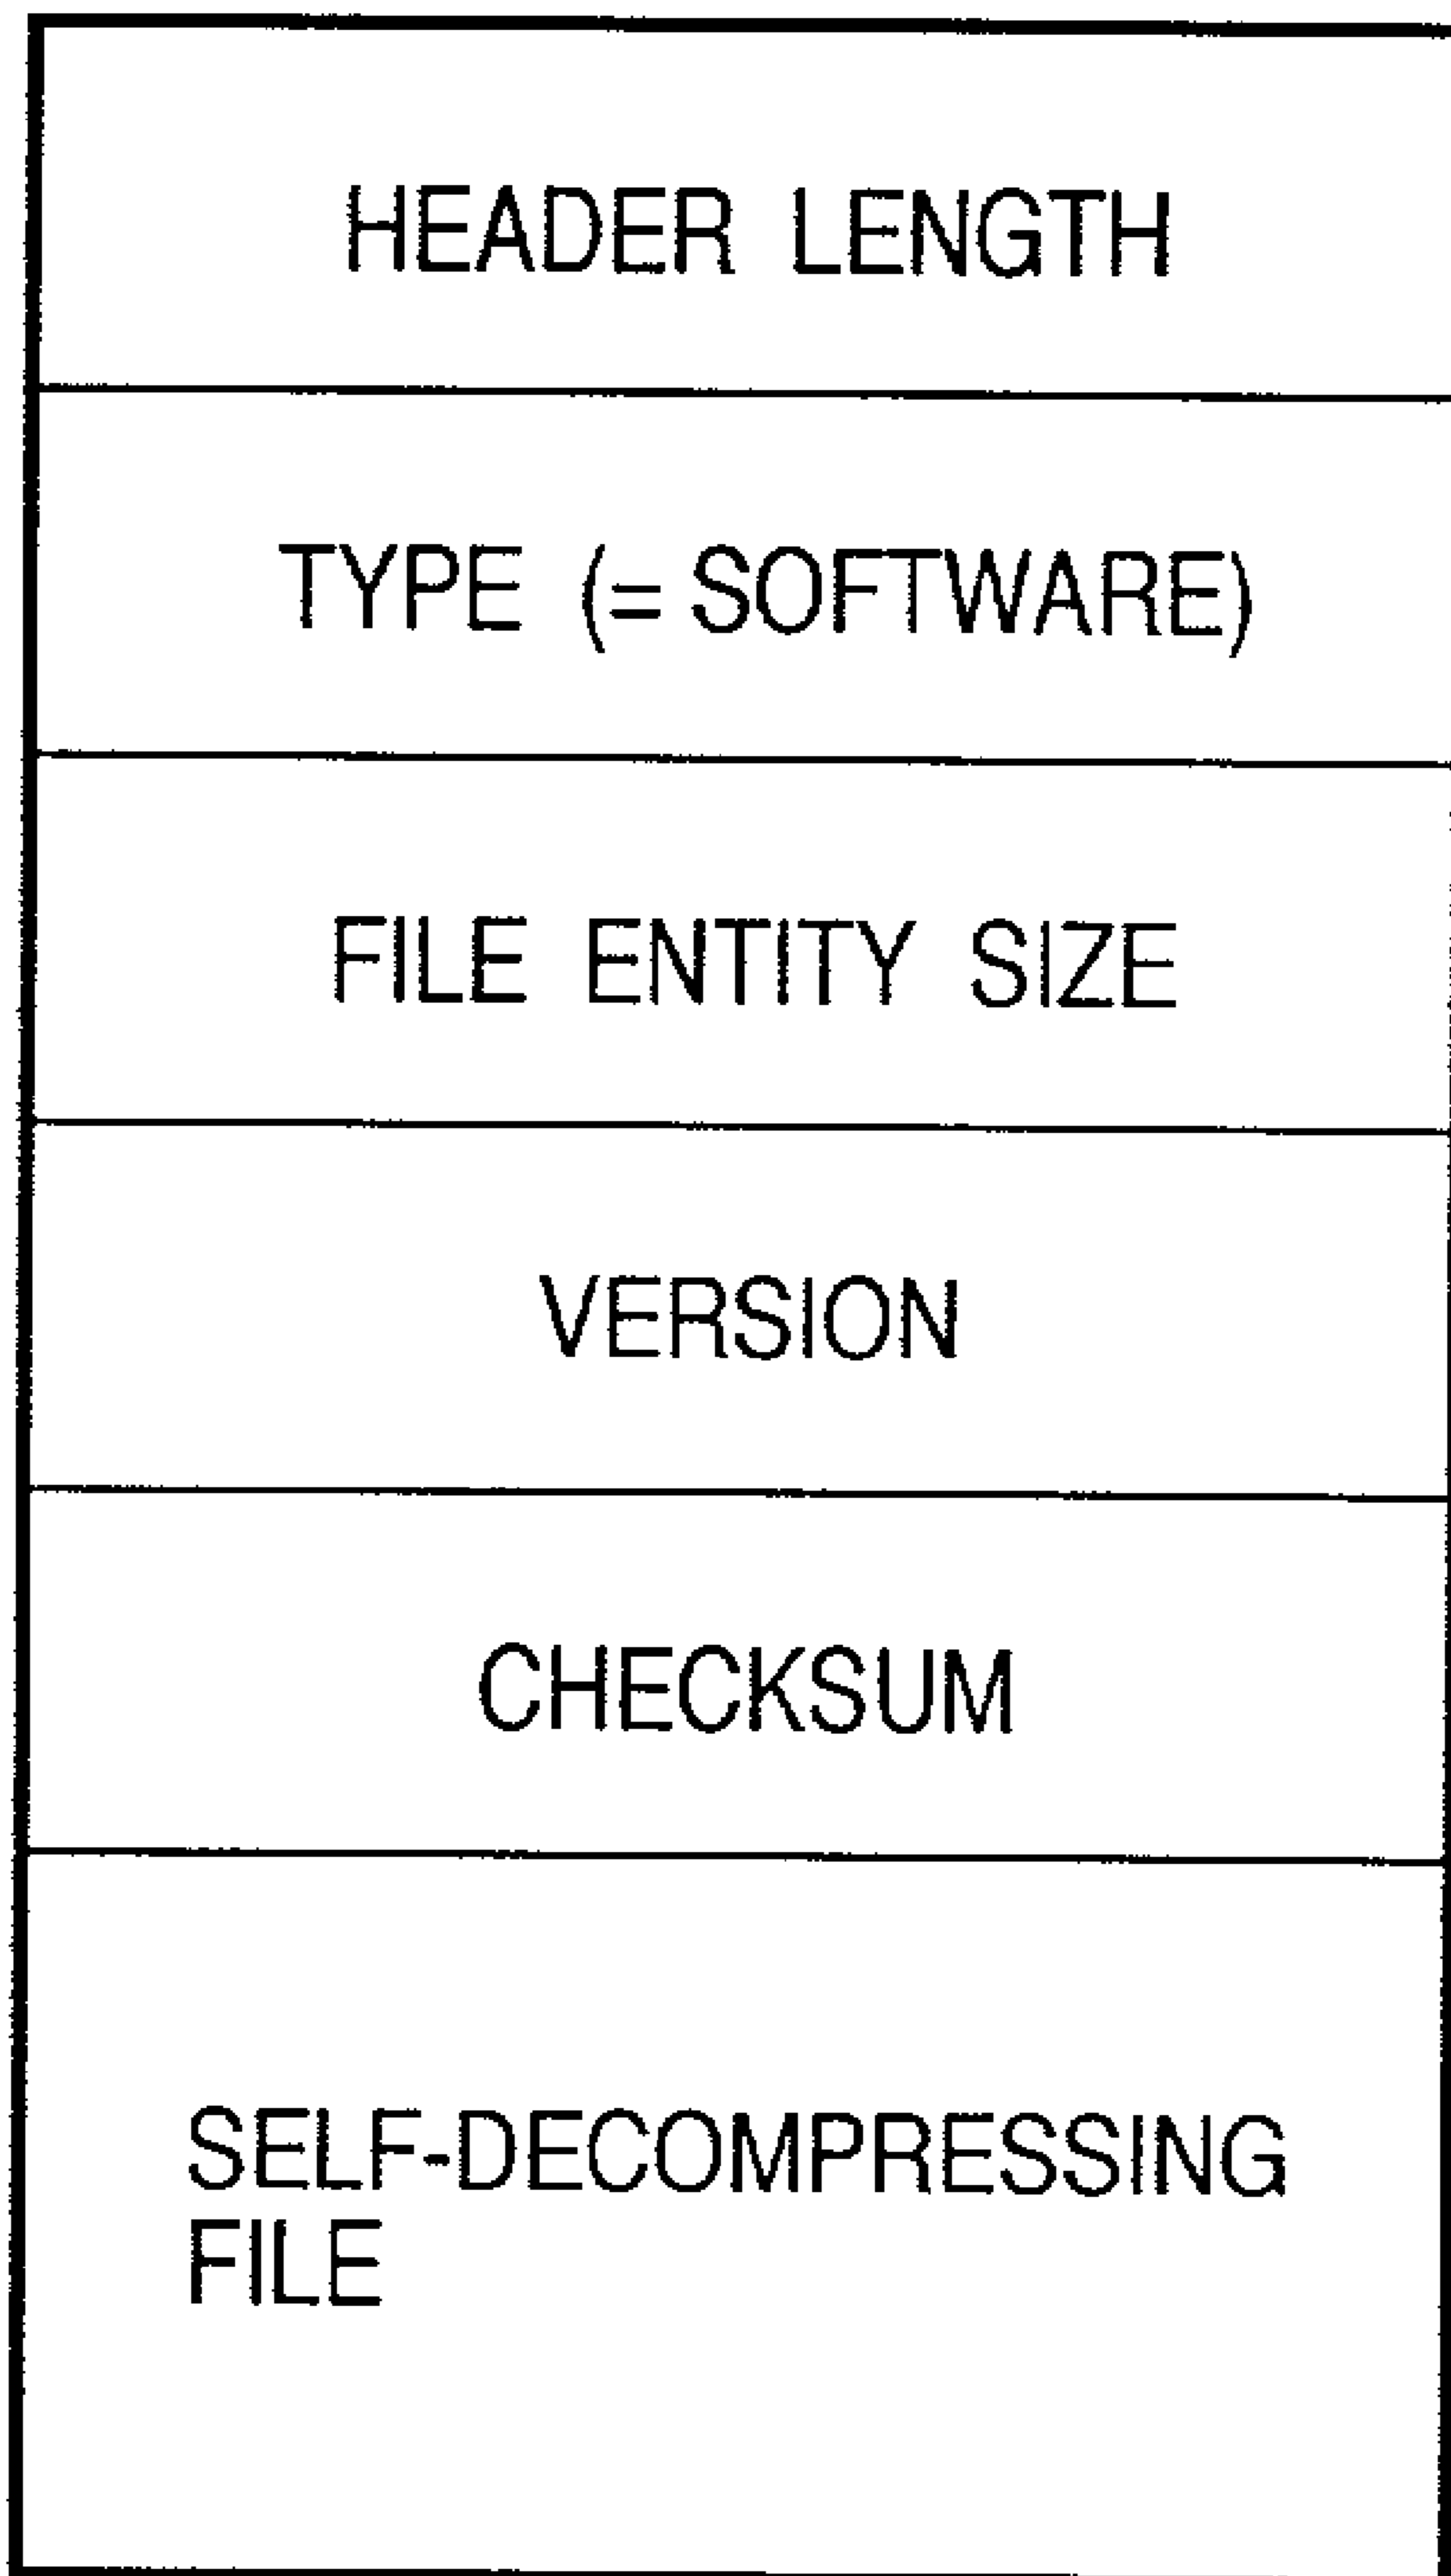 HEADER LENGTH
TYPE (= SOFTWARE)
FILE ENTITY SIZE
VERSION
CHECKSUM
SELF-DECOMPRESSING
FILE